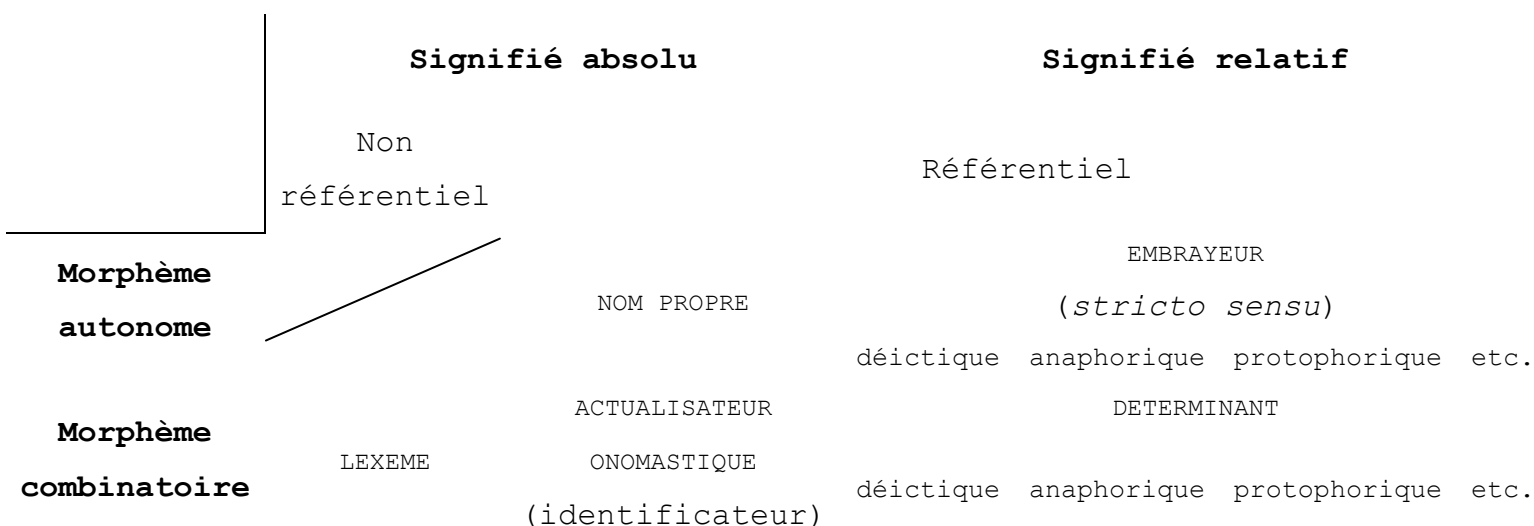 Signifié absolu Signifié relatif
Non
référentiel
Référentiel
Morphème
autonome
NOM PROPRE
EMBRAYEUR
(stricto sensu)
déictique anaphorique protophorique etc.
Morphème
combinatoire
LEXEME
ACTUALISATEUR
ONOMASTIQUE
(identificateur)
DETERMINANT
déictique anaphorique protophorique etc.